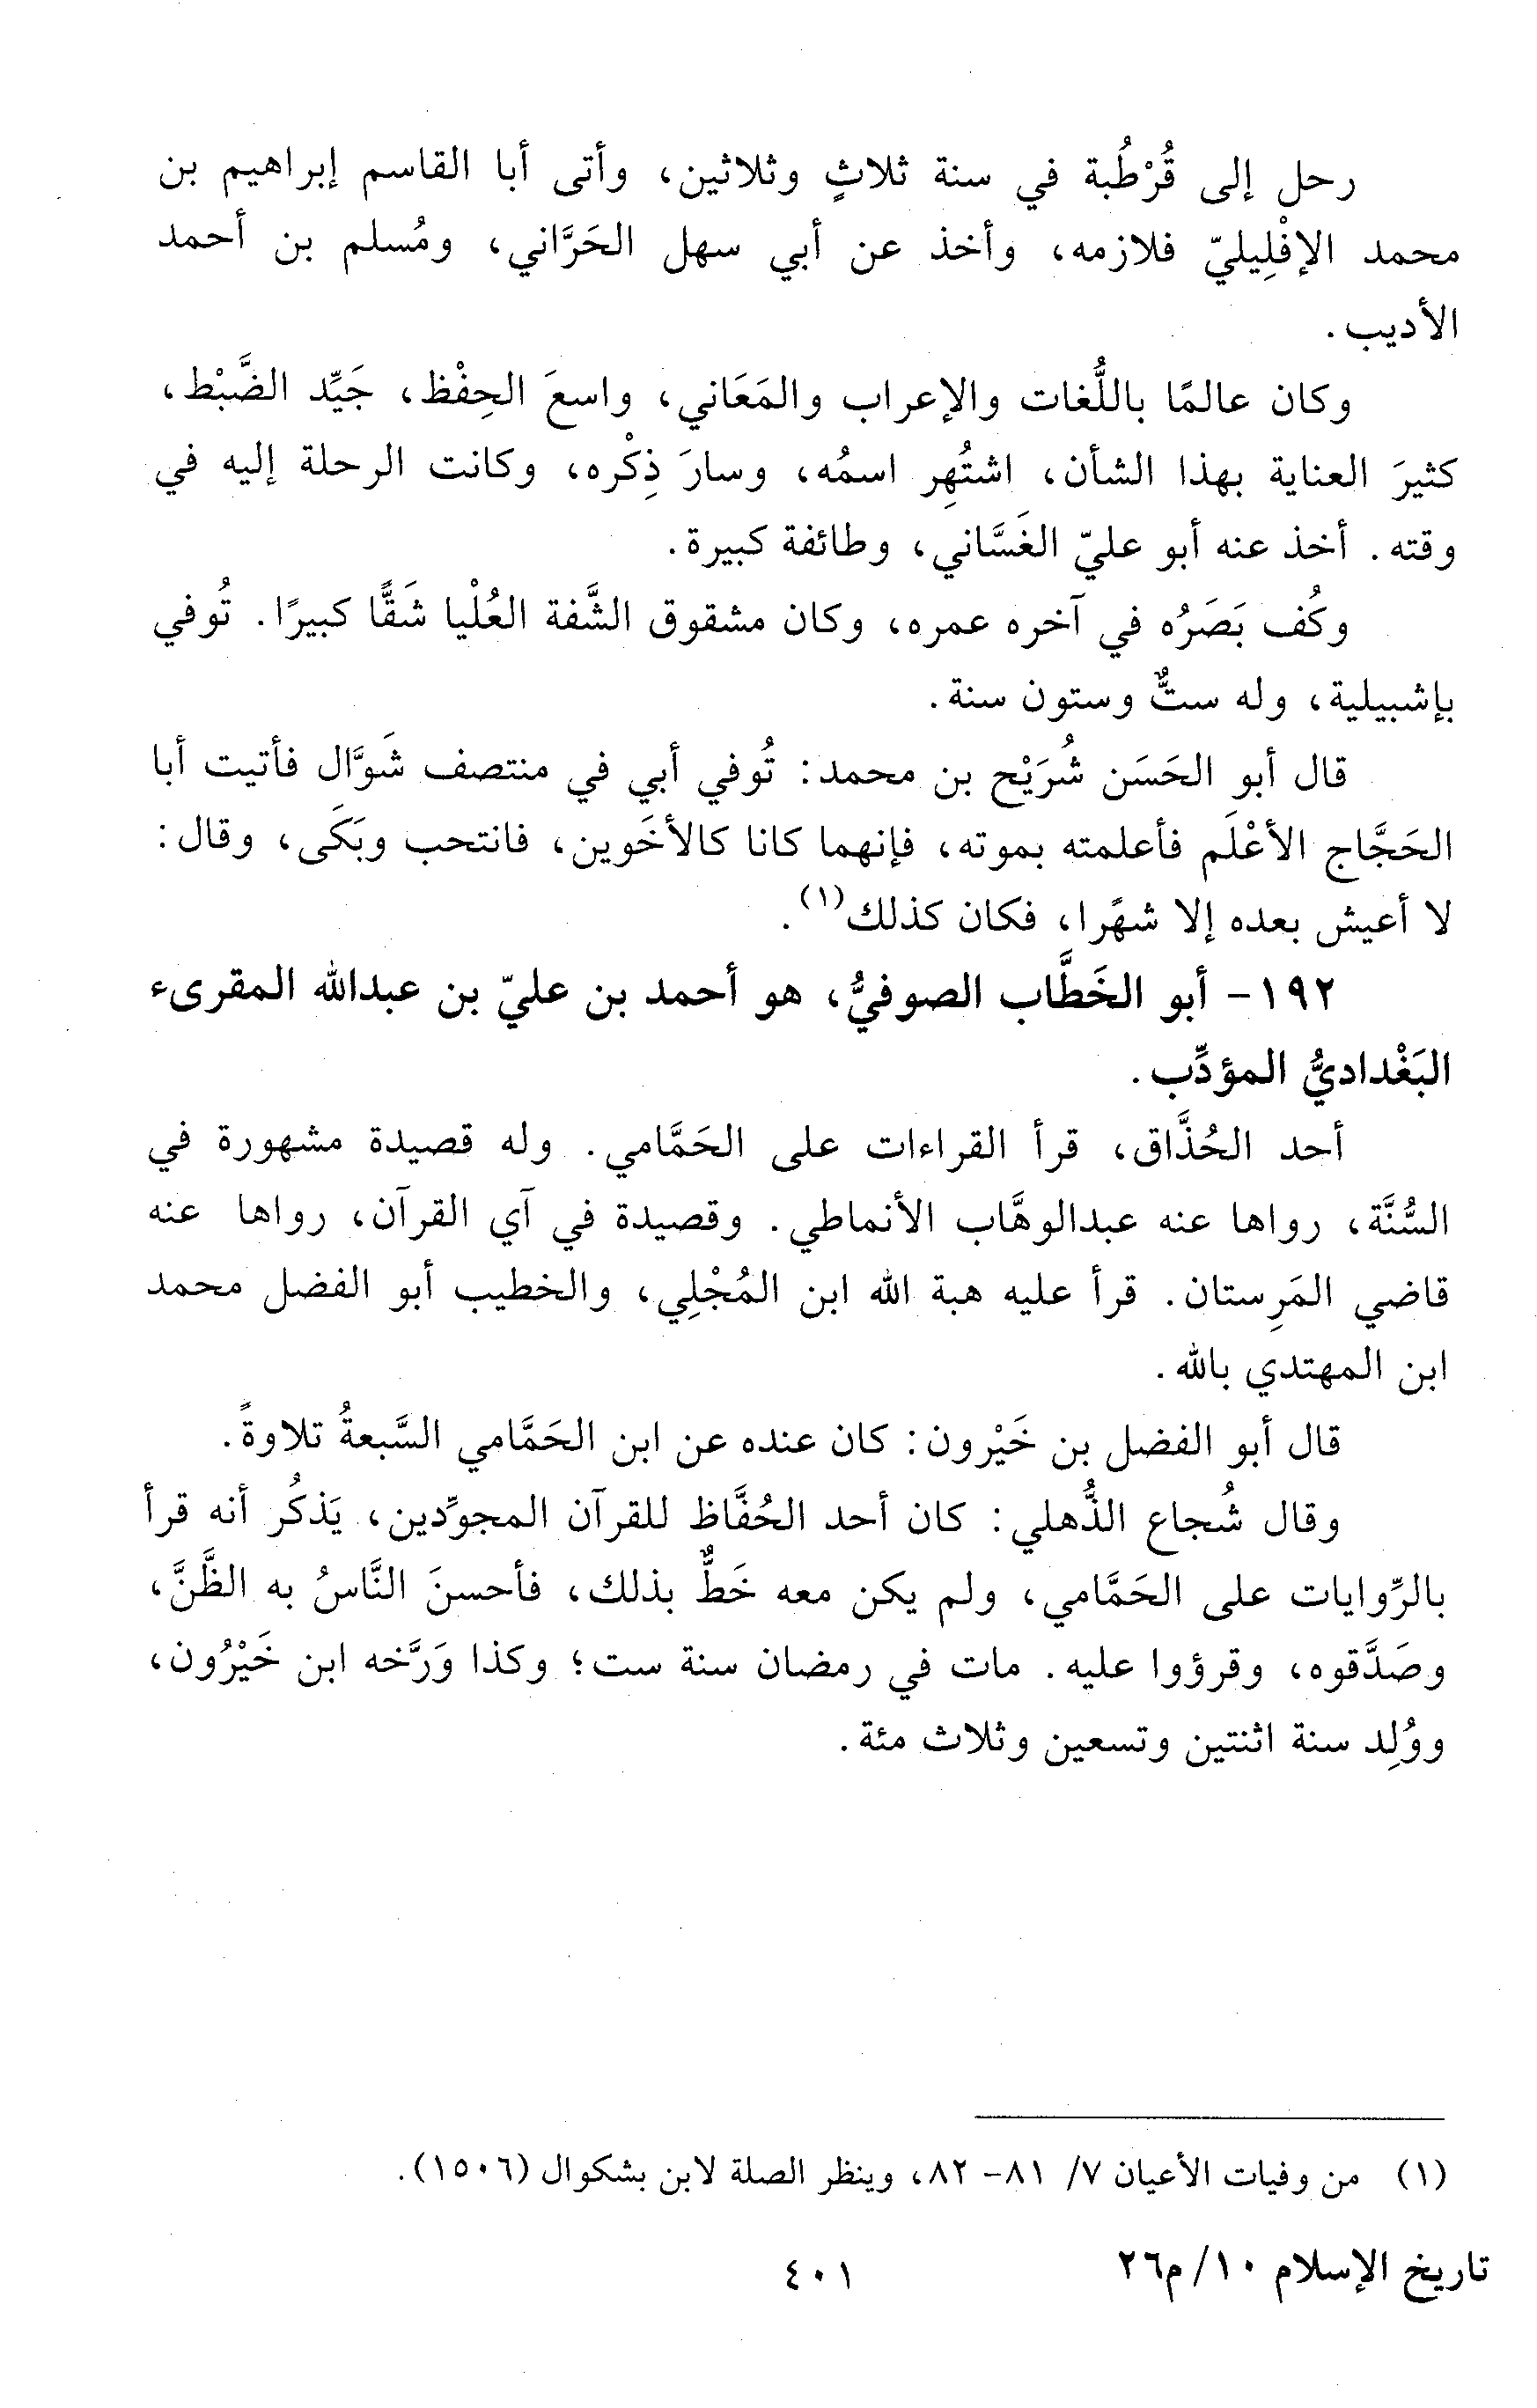 رحل إلى قُرْطُبة في سنة ثلاثٍ وثلاثين، وأتى أبا القاسم إبراهيم بن
محمد الإفْلِيليّ فلازمه، وأخذ عن أبي سهل الحَرَّاني، ومُسلم بن أحمد
الأديب.
وكان عالمًا باللُّغات والإعراب والمَعَاني، واسعَ الحِفْظ، جَيِّد الضَّبْط،
كثيرَ العناية بهذا الشأن، اشتُهِر اسمُه، وسارَ ذِكْره، وكانت الرحلة إليه في
وقته. أخذ عنه أبو عليّ الغَسَّاني، وطائفة كبيرة.
وكُف بَصَرُه في آخره عمره، وكان مشقوق الشَّفة العُلْيا شَقًّا كبيرًا. تُوفي
بإشبيلية، وله ستٌّ وستون سنة.
قال أبو الحَسَن شُرَيْح بن محمد: تُوفي أبي في منتصف شَوَّال فأتيت أبا
الحَجَّاج الأعْلَم فأعلمته بموته، فإنهما كانا كالأخَوين، فانتحب وبَكَى، وقال:
لا أعيش بعده إلا شهًرا، فكان كذلك(١).
١٩٢- أبو الخَطَّاب الصوفيُّ، هو أحمد بن عليّ بن عبدالله المقرىء
البَغْداديُّ المؤدِّب.
أحد الحُذَّاق، قرأ القراءات على الحَمَّامي. وله قصيدة مشهورة في
السُّنَّة، رواها عنه عبدالوهَّاب الأنماطي. وقصيدة في آي القرآن، رواها عنه
قاضي المَرِستان. قرأ عليه هبة الله ابن المُجْلِي، والخطيب أبو الفضل محمد
ابن المهتدي بالله.
قال أبو الفضل بن خَيْرون: كان عنده عن ابن الحَمَّامي السَّبعةُ تلاوةً.
وقال شُجاع الذُّهلي: كان أحد الحُفَّاظ للقرآن المجوِّدين، يَذكُر أنه قرأ
بالرِّوايات على الحَمَّامي، ولم يكن معه خَطٌّ بذلك، فأحسنَ النَّاسُ به الظَّنَّ،
وصَدَّقوه، وقرؤوا عليه. مات في رمضان سنة ست؛ وكذا وَرَّخه ابن خَيْرُون،
ووُلِد سنة اثنتين وتسعين وثلاث مئة.
(١) من وفيات الأعيان ٧/ ٨١- ٨٢، وينظر الصلة لابن بشكوال (١٥٠٦).
تاريخ الإسلام ١٠/ م٢٦
٤٠١